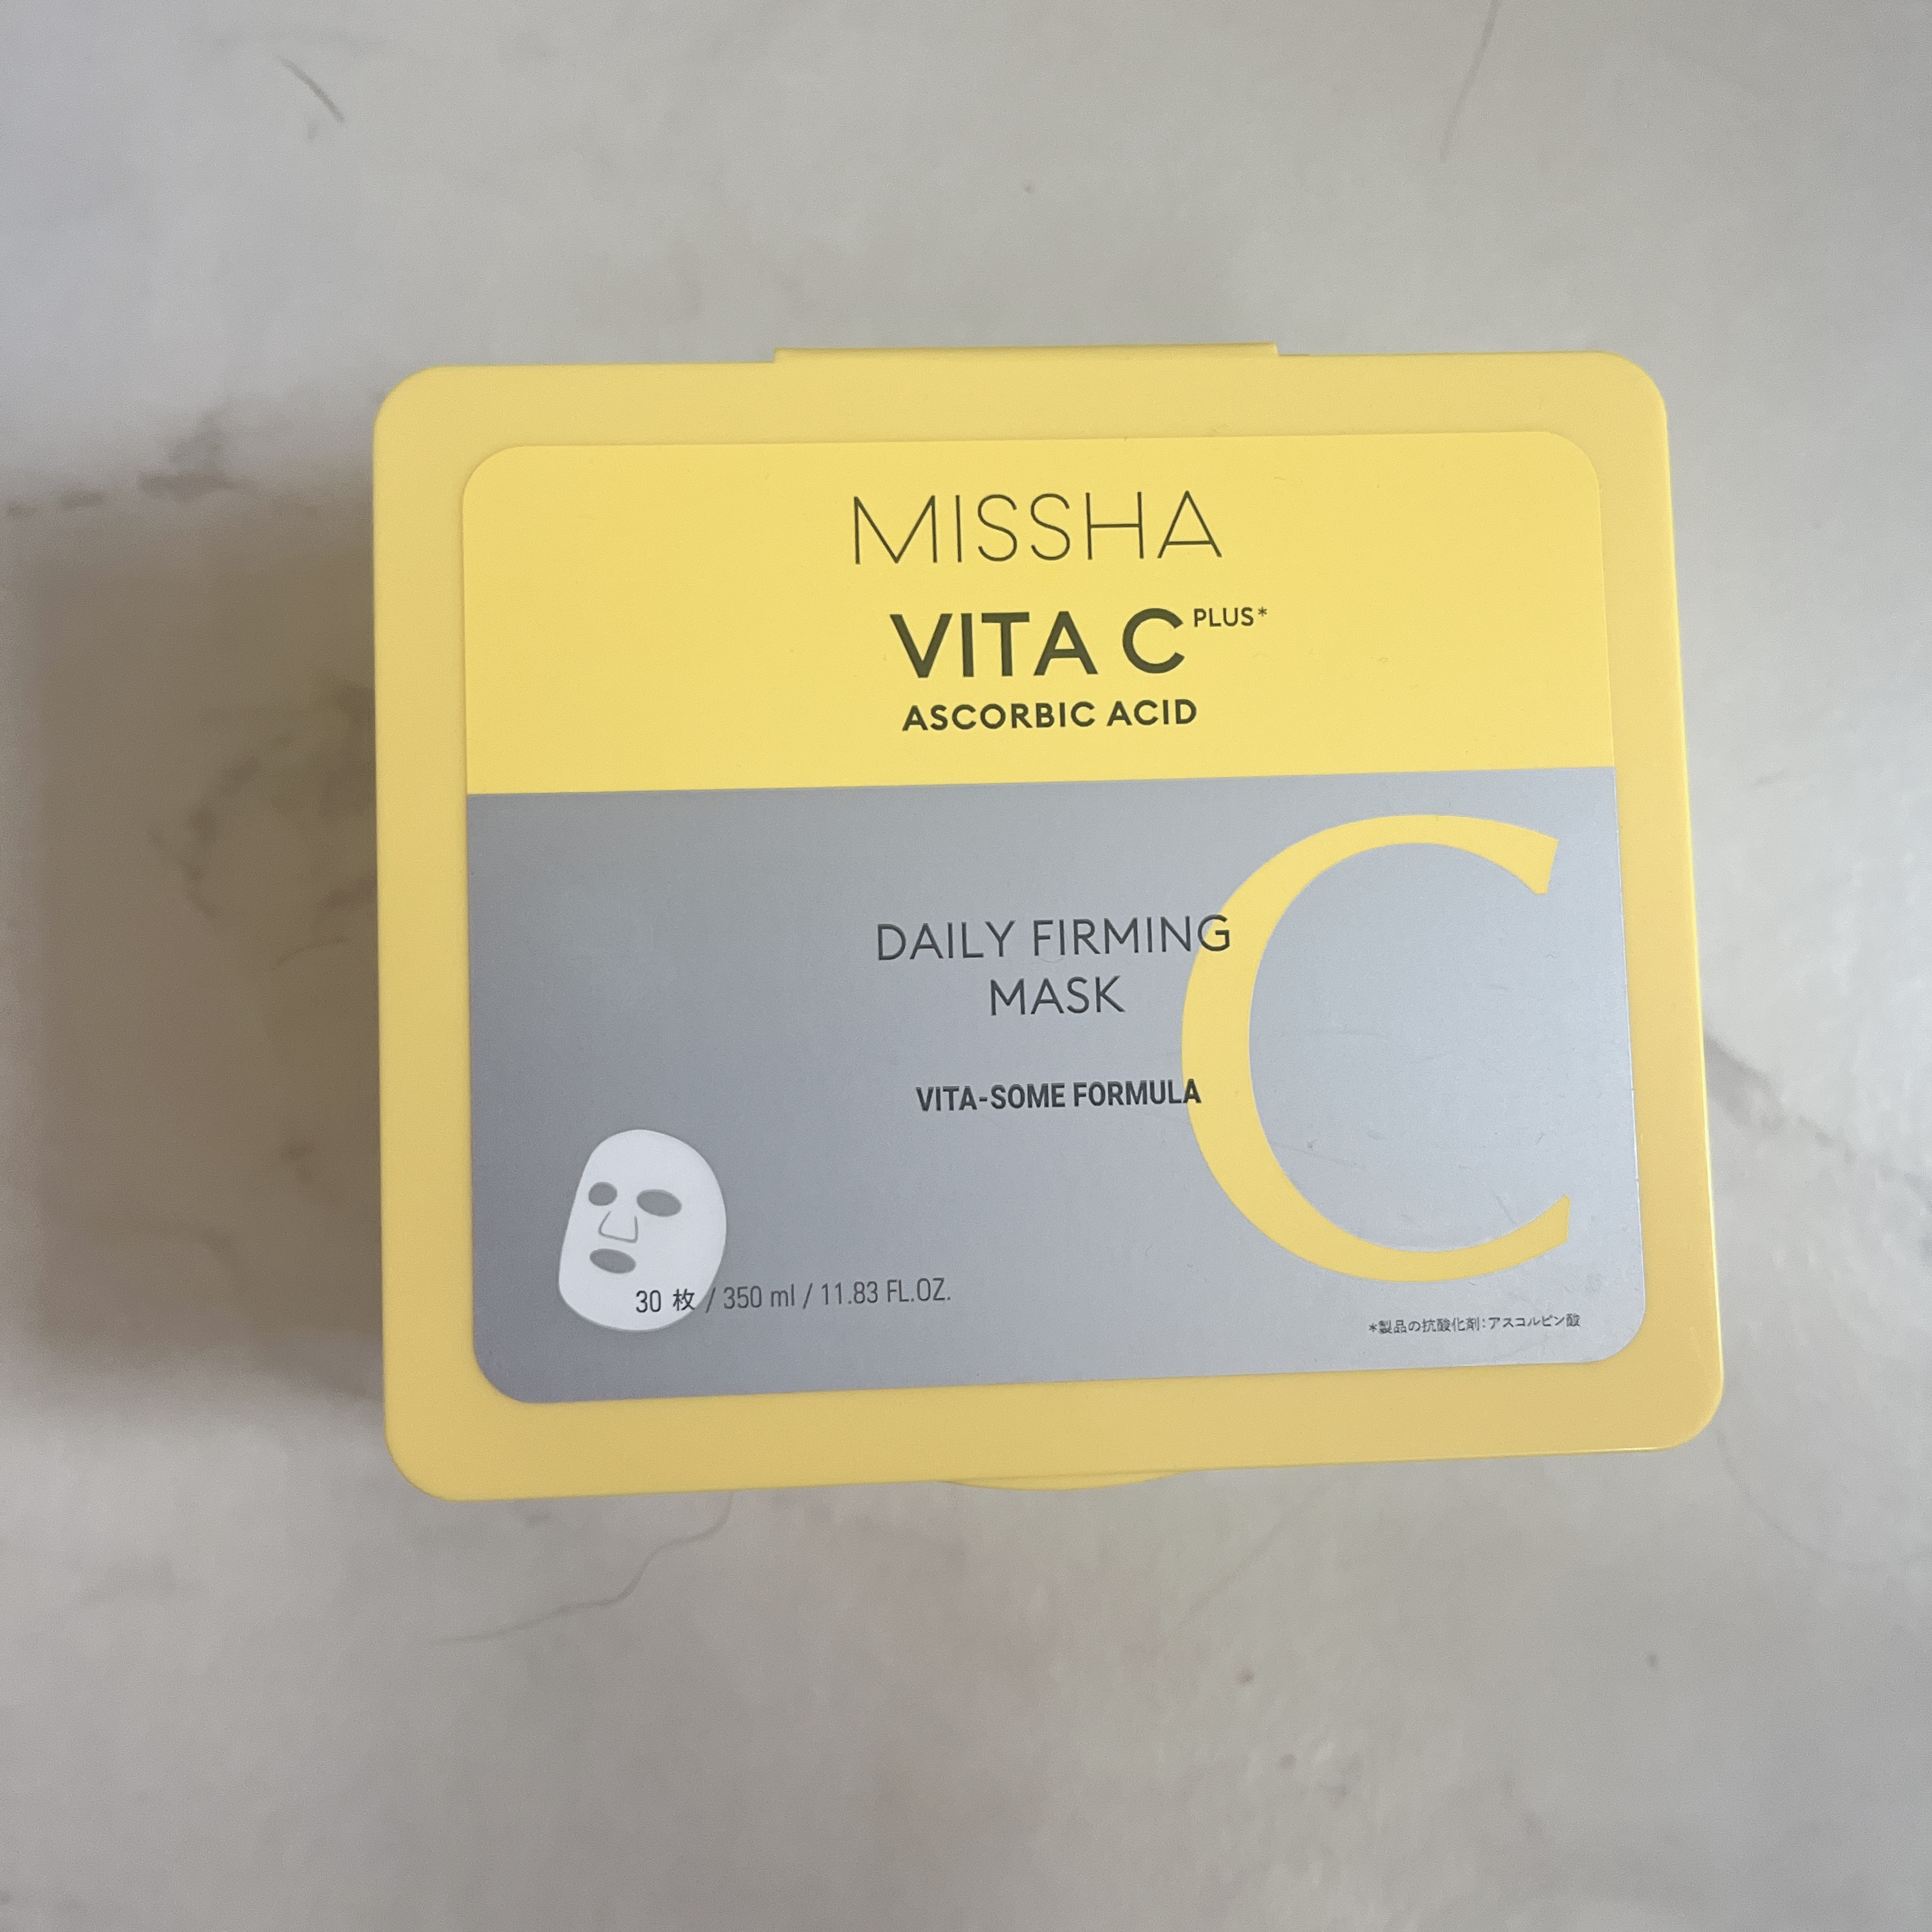 MISSHA
VITA C PLUS*
ASCORBIC ACID
DAILY FIRMING
MASK
VITA-SOME FORMULA
30 枚 / 350 ml / 11.83 FL.OZ.
*製品の抗酸化剤:アスコルビン酸